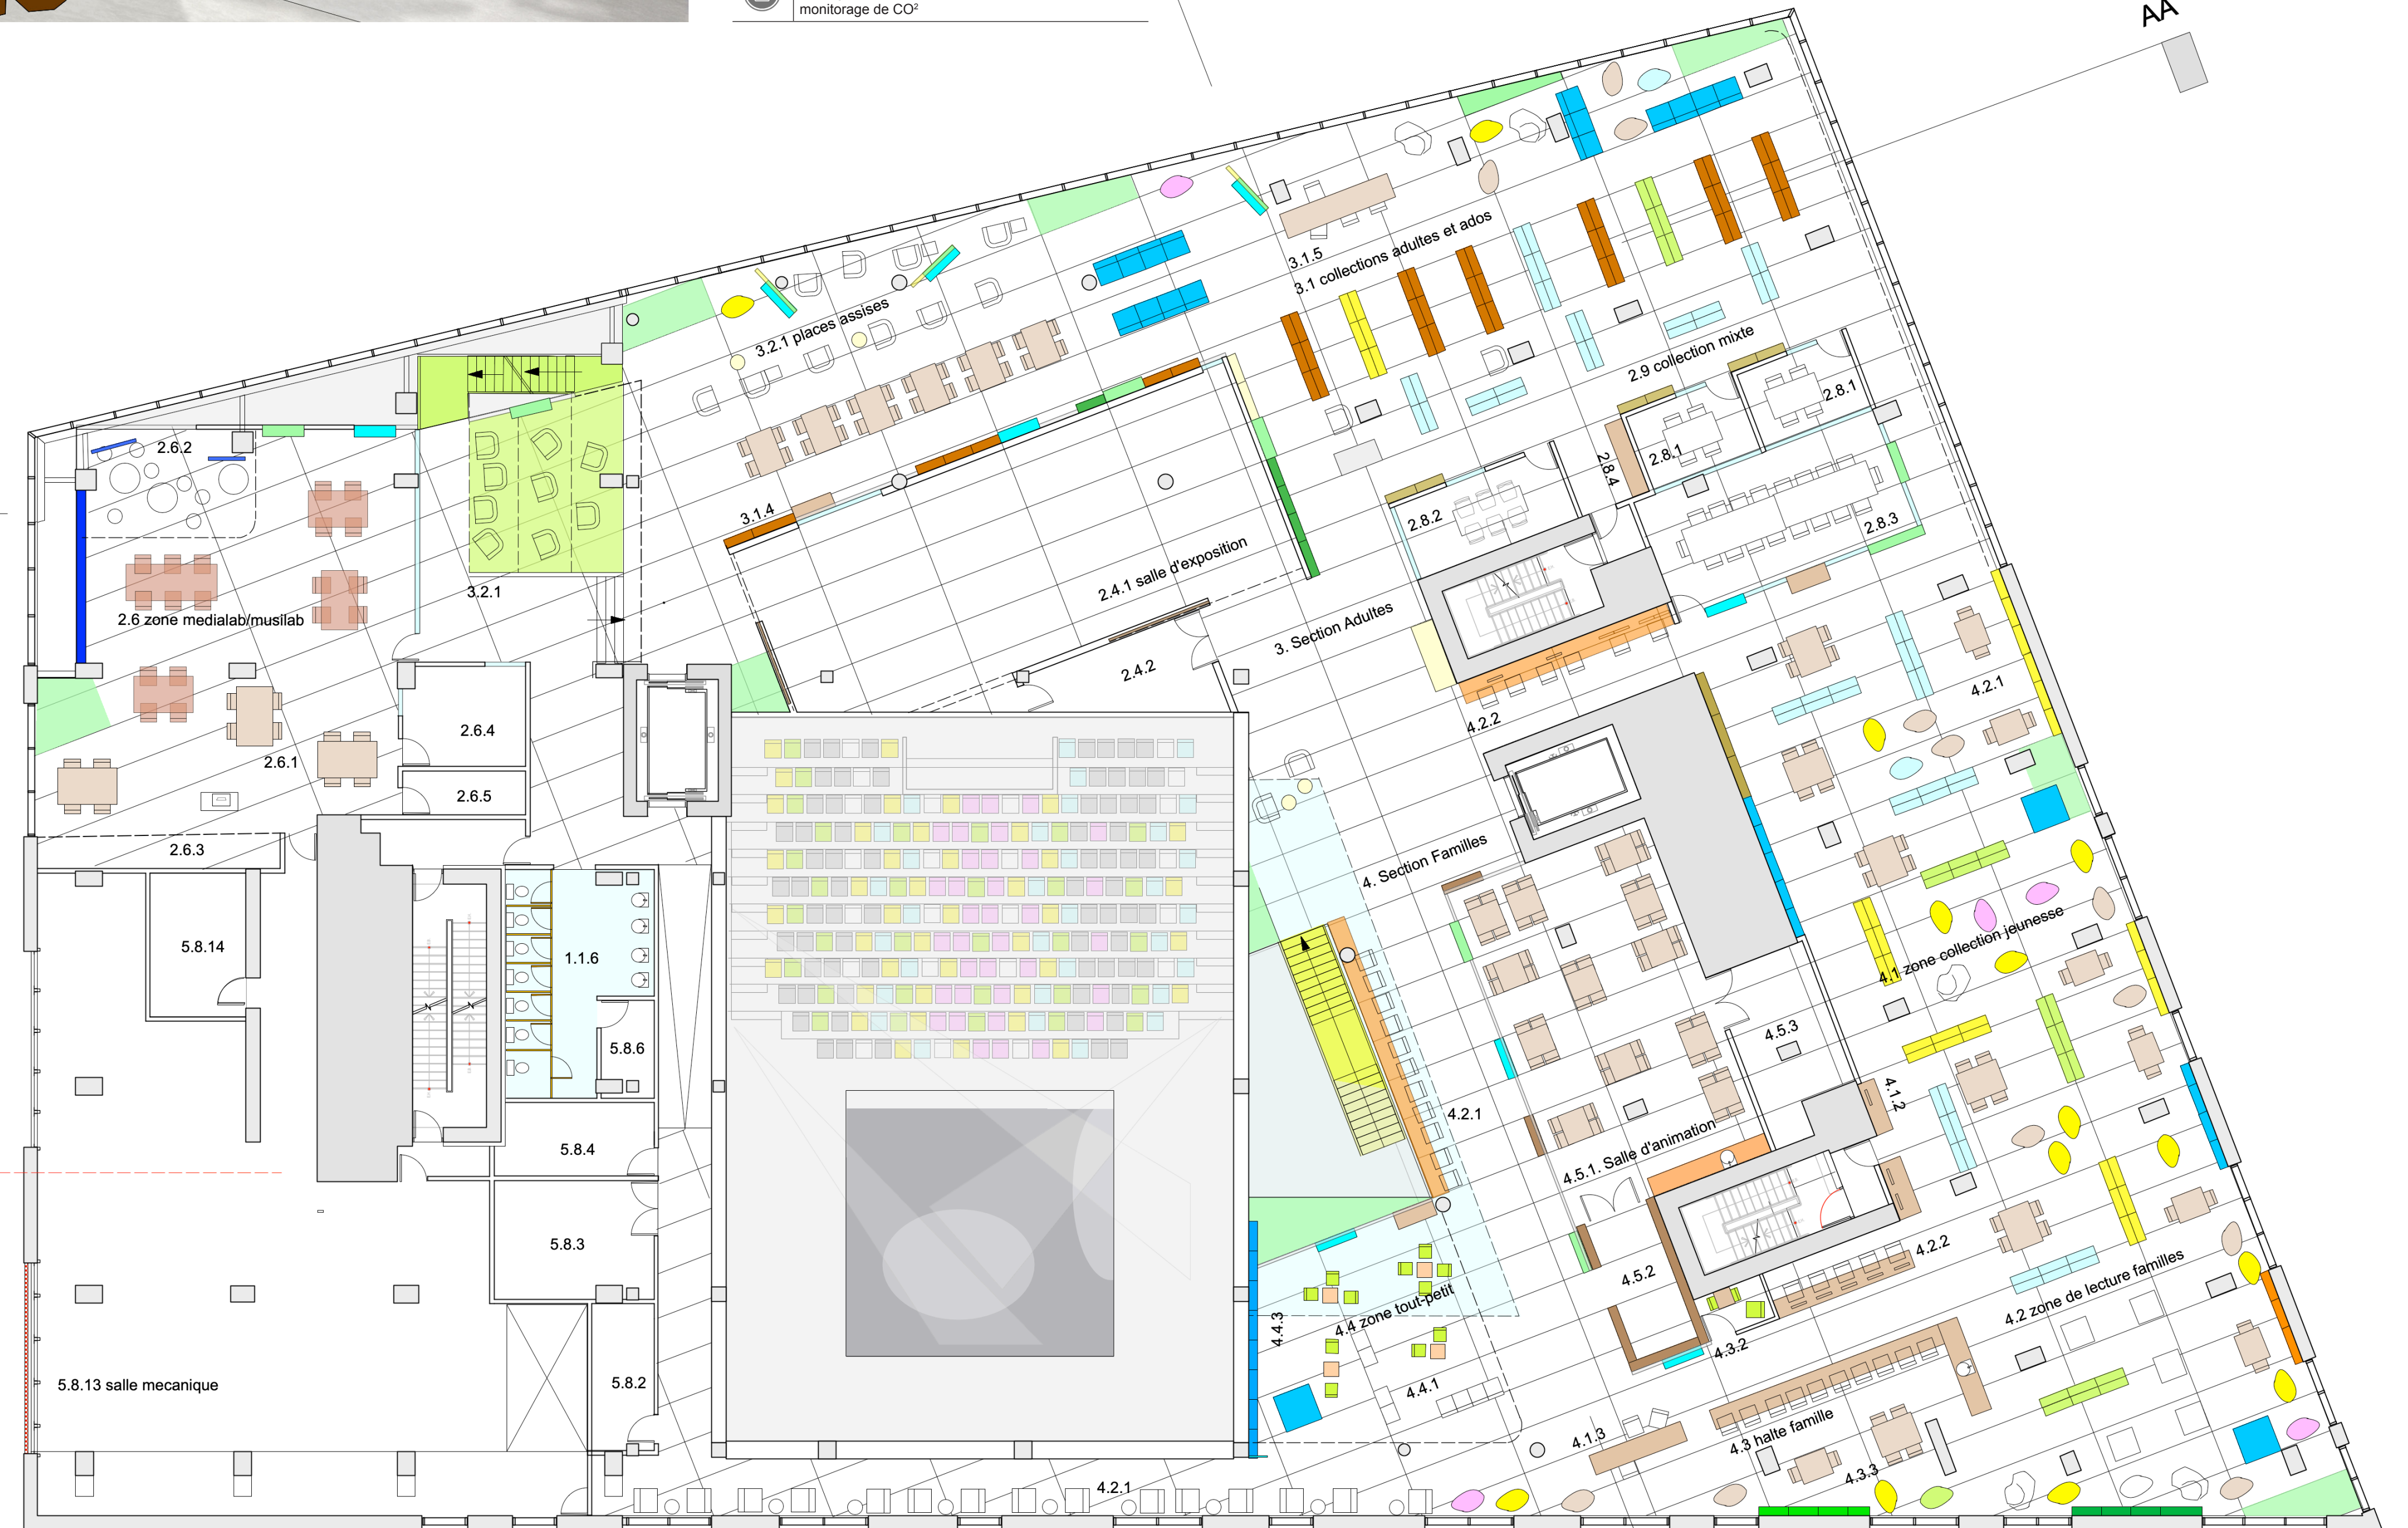 monitorage de CO²
AA
3.1.5
3.1 collections adultes et ados
3.2.1 places assises
2.9 collection mixte
2.6.2
2.8.1
2.8.1
2.8.4
3.1.4
2.8.2
2.8.3
2.4.1 salle d'exposition
3.2.1
2.6 zone medialab/musilab
3. Section Adultes
2.4.2
4.2.1
4.2.2
2.6.4
2.6.1
2.6.5
2.6.3
4. Section Familles
5.8.14
1.1.6
4.1 zone collection jeunesse
4.5.3
5.8.6
4.1.2
4.2.1
5.8.4
4.5.1. Salle d'animation
5.8.3
4.2.2
4.5.2
4.2 zone de lecture familles
4.4 zone tout-petit
4.4.3
4.3.2
5.8.13 salle mecanique
5.8.2
4.4.1
4.1.3
4.3 halte famille
4.3.3
4.2.1